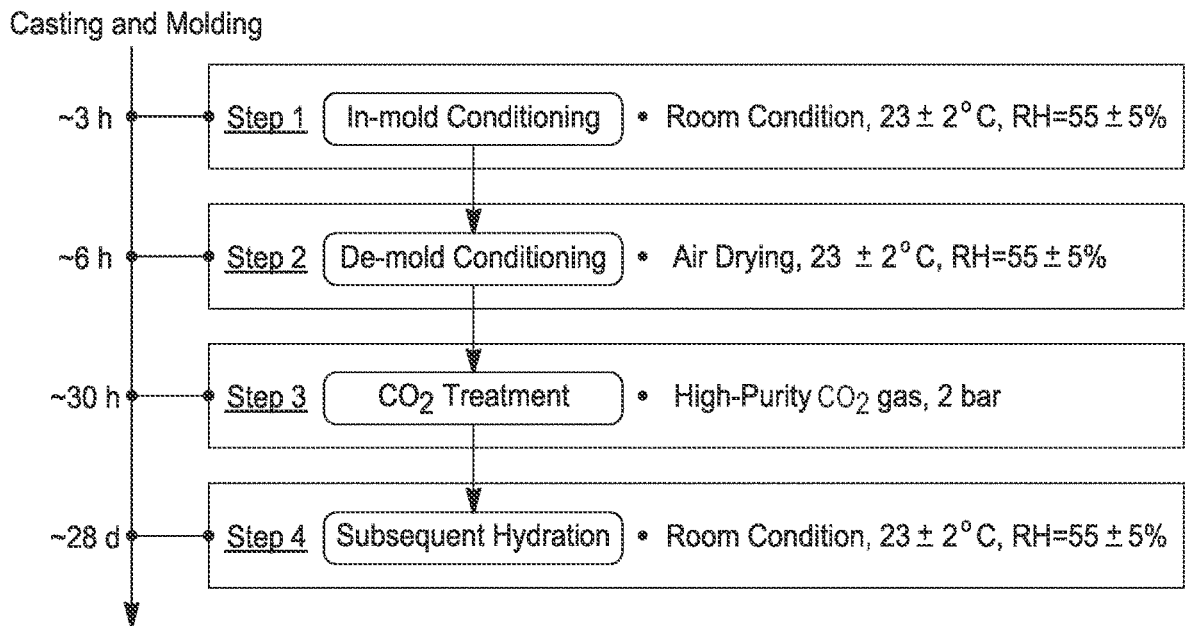 Casting and Molding
~3 h Step 1 In-mold Conditioning • Room Condition, 23 ± 2°C, RH=55 ± 5%
~6 h Step 2 De-mold Conditioning • Air Drying, 23 ± 2°C, RH=55 ± 5%
~30 h Step 3 CO₂ Treatment • High-Purity CO₂ gas, 2 bar
~28 d Step 4 Subsequent Hydration • Room Condition, 23 ± 2°C, RH=55 ± 5%